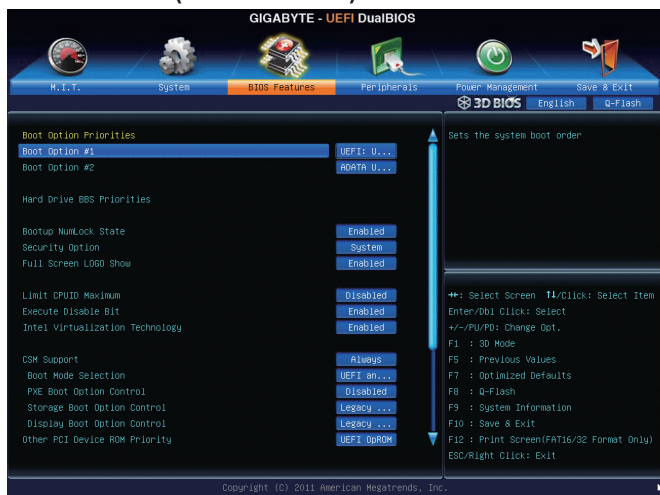 GIGABYTE - UEFI DualBIOS
M.I.T.
System
BIOS Features
Peripherals
Power Management
Save & Exit
3D BIOS
English
Q-Flash
Boot Option Priorities
Boot Option #1 UEFI: U...
Boot Option #2 ADATA U...
Hard Drive BBS Priorities
Bootup NumLock State Enabled
Security Option System
Full Screen LOGO Show Enabled
Limit CPUID Maximum Disabled
Execute Disable Bit Enabled
Intel Virtualization Technology Enabled
CSM Support Always
Boot Mode Selection UEFI an...
PXE Boot Option Control Disabled
Storage Boot Option Control Legacy ...
Display Boot Option Control Legacy ...
Other PCI Device ROM Priority UEFI OpROM
Sets the system boot order
→←: Select Screen ↑↓/Click: Select Item
Enter/Dbl Click: Select
+/-/PU/PD: Change Opt.
F1 : 3D Mode
F5 : Previous Values
F7 : Optimized Defaults
F8 : Q-Flash
F9 : System Information
F10 : Save & Exit
F12 : Print Screen(FAT16/32 Format Only)
ESC/Right Click: Exit
Copyright (C) 2011 American Megatrends, Inc.